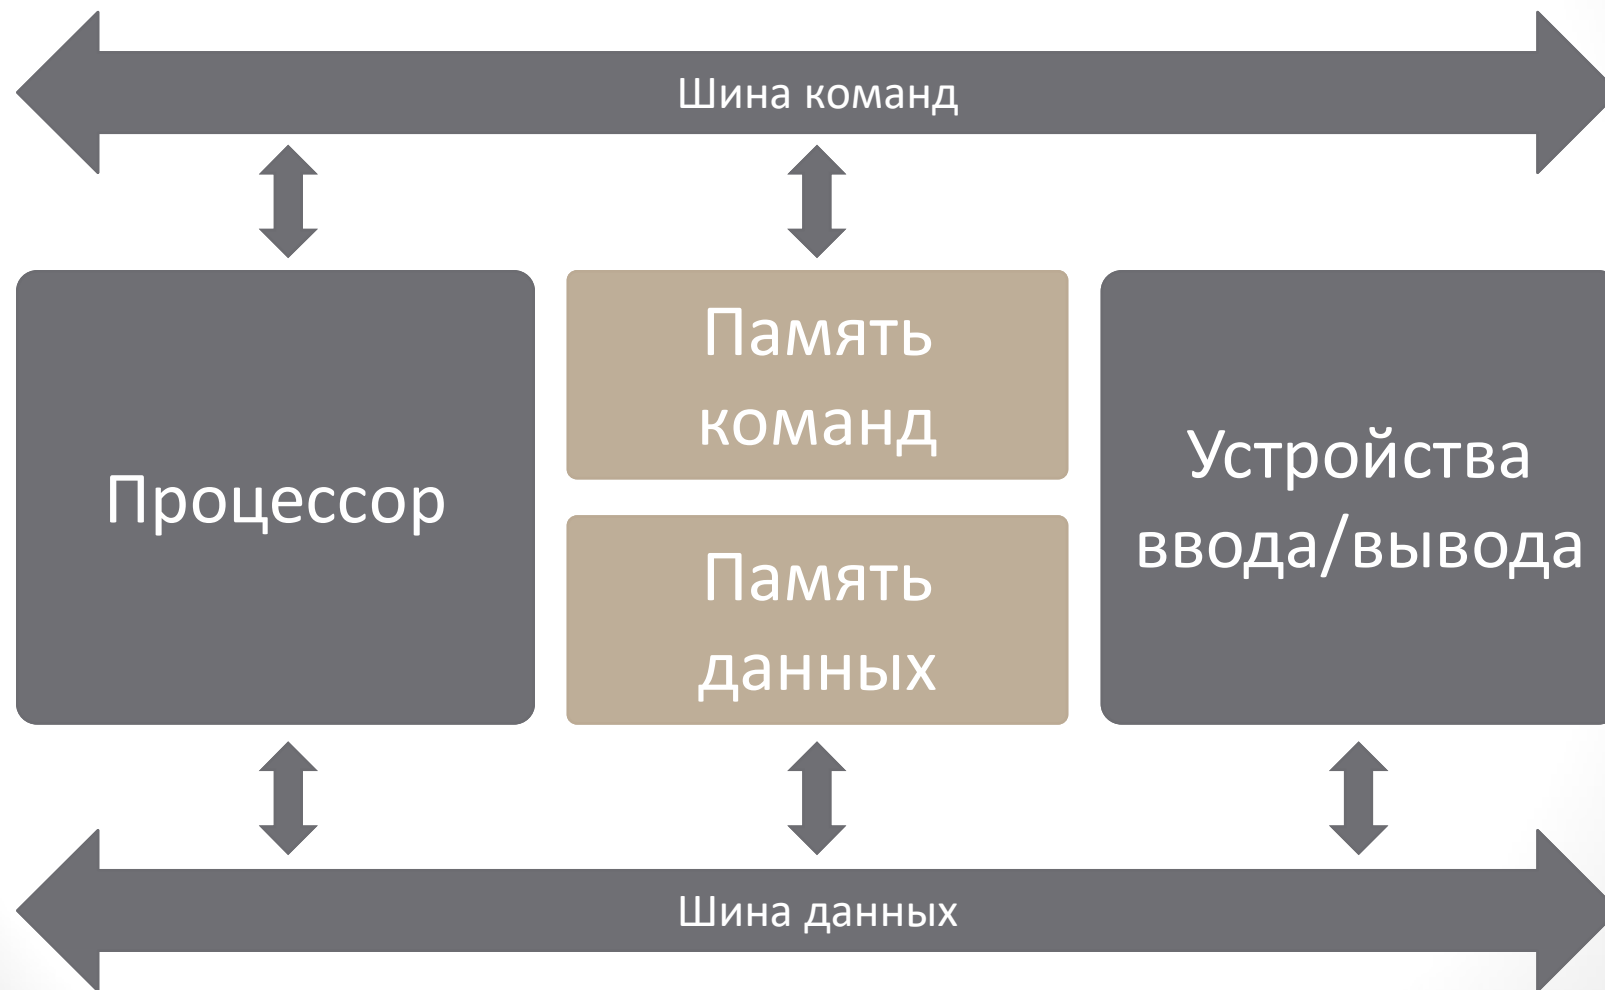 Шина команд
Память
команд
Процессор
Устройства
ввода/вывода
Память
данных
Шина данных